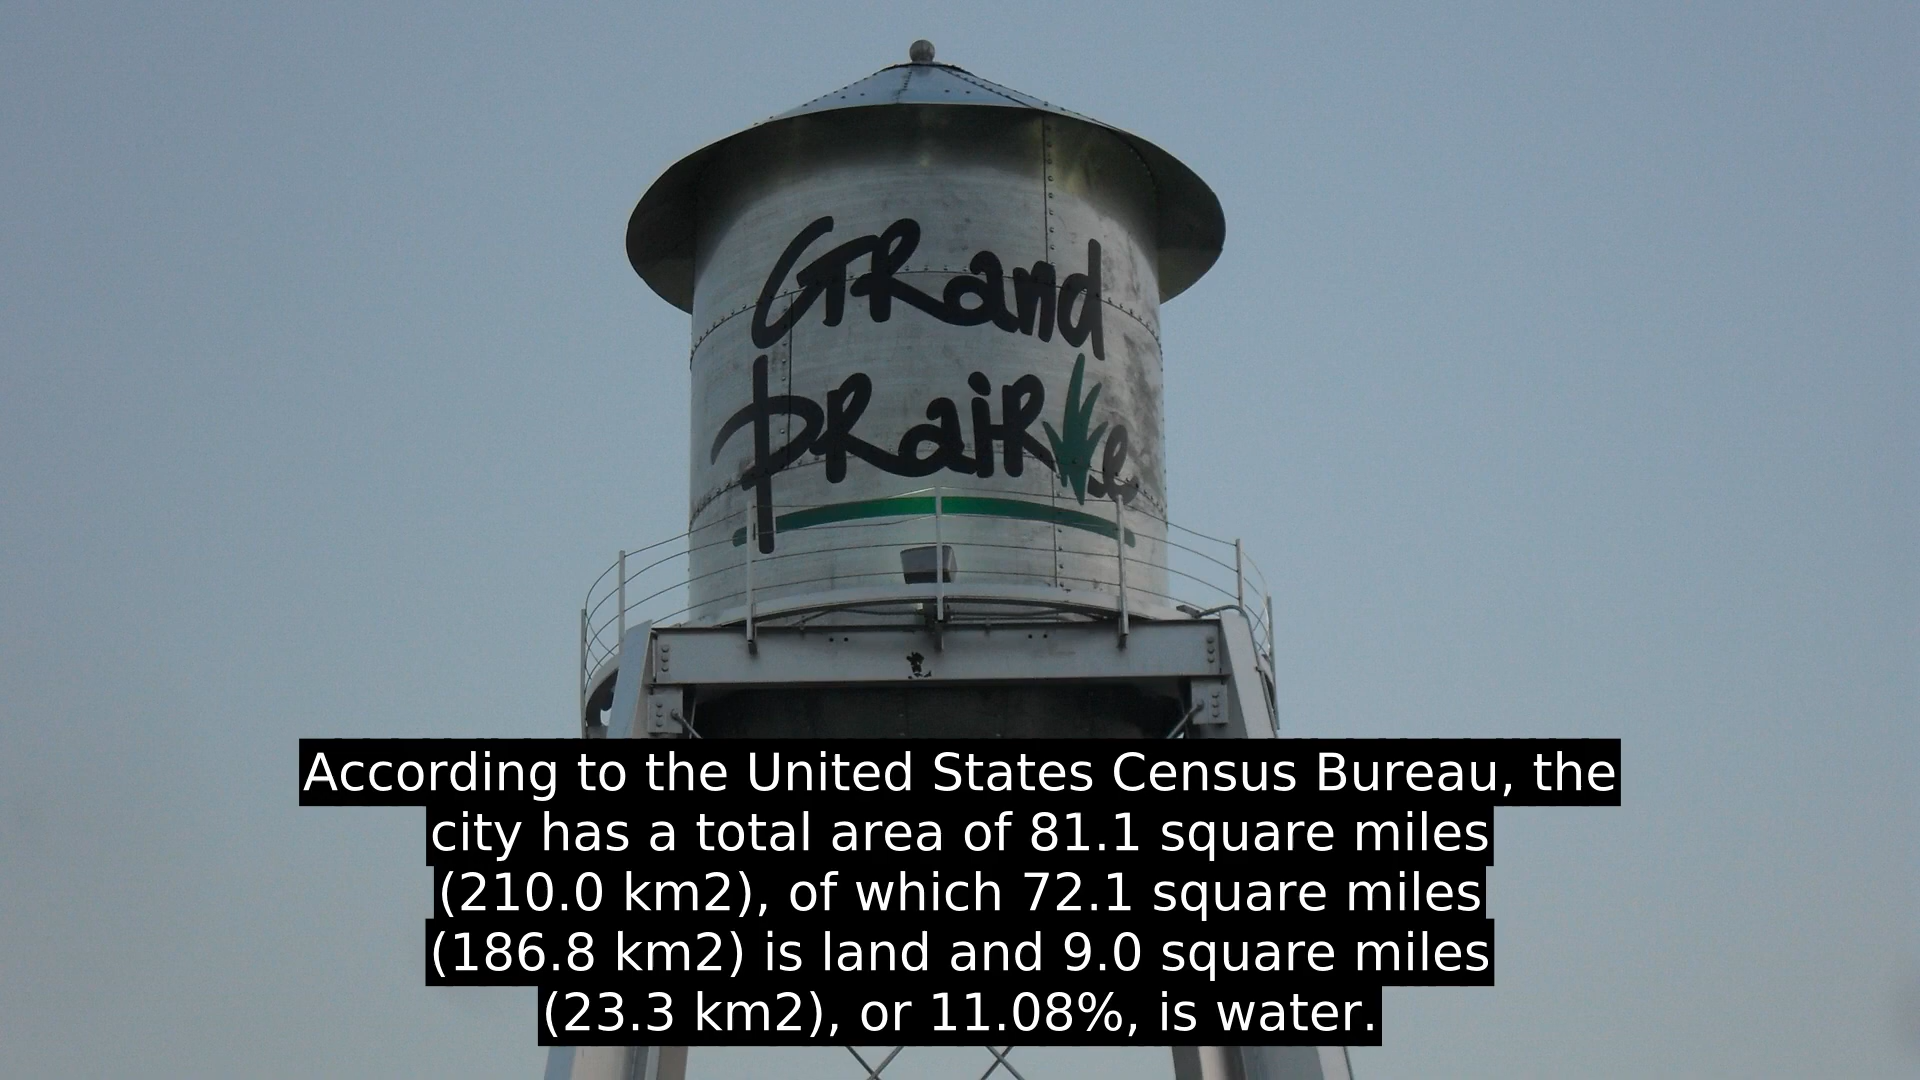 GRand
pRaiRie
According to the United States Census Bureau, the
city has a total area of 81.1 square miles
(210.0 km2), of which 72.1 square miles
(186.8 km2) is land and 9.0 square miles
(23.3 km2), or 11.08%, is water.